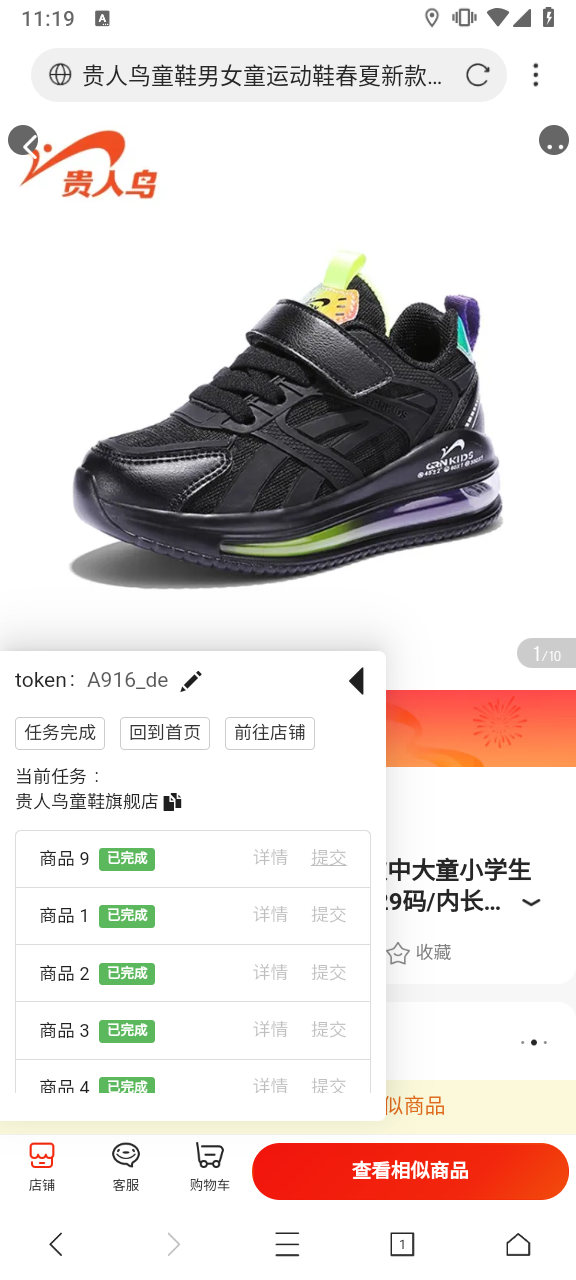 11:19
贵人鸟童鞋男女童运动鞋春夏新款...
贵人鸟
GRN KIDS
1/10
token： A916_de
任务完成 回到首页 前往店铺
当前任务：
贵人鸟童鞋旗舰店
商品 9 已完成 详情 提交
商品 1 已完成 详情 提交
商品 2 已完成 详情 提交
商品 3 已完成 详情 提交
商品 4 已完成 详情 提交
中大童小学生
29码/内长...
收藏
似商品
店铺 客服 购物车 查看相似商品
1